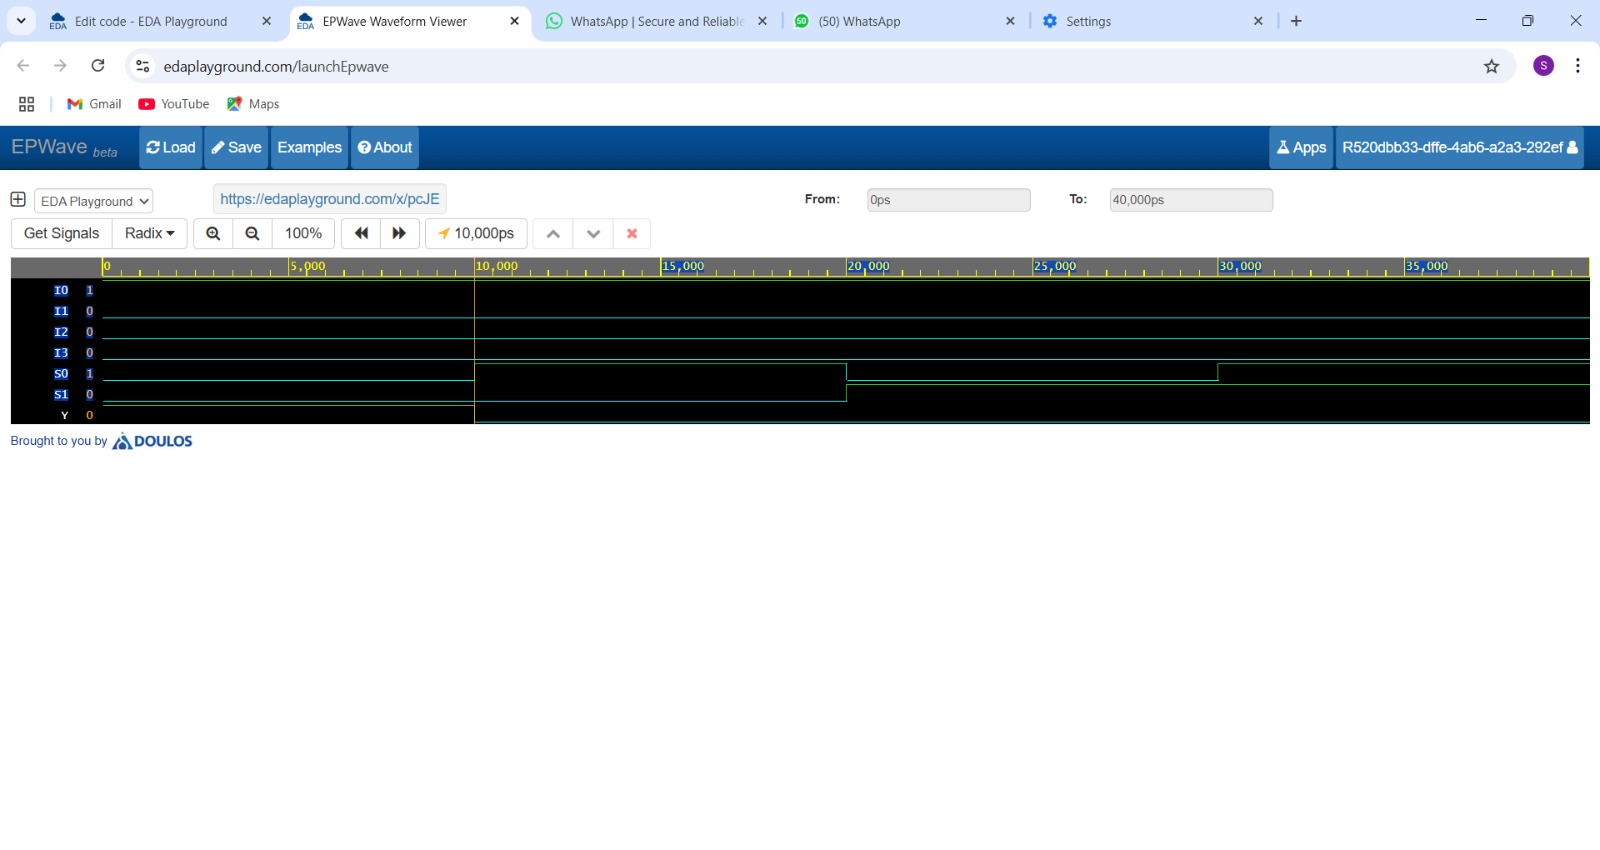 Edit code - EDA Playground
EPWave Waveform Viewer
WhatsApp | Secure and Reliable
(50) WhatsApp
Settings
edaplayground.com/launchEpwave
S
Gmail YouTube Maps
EPWave beta Load Save Examples About Apps R520dbb33-dffe-4ab6-a2a3-292ef
EDA Playground https://edaplayground.com/x/pcJE From: 0ps To: 40,000ps
Get Signals Radix 100% 10,000ps
0 5,000 10,000 15,000 20,000 25,000 30,000 35,000
I0 1
I1 0
I2 0
I3 0
S0 1
S1 0
Y 0
Brought to you by DOULOS